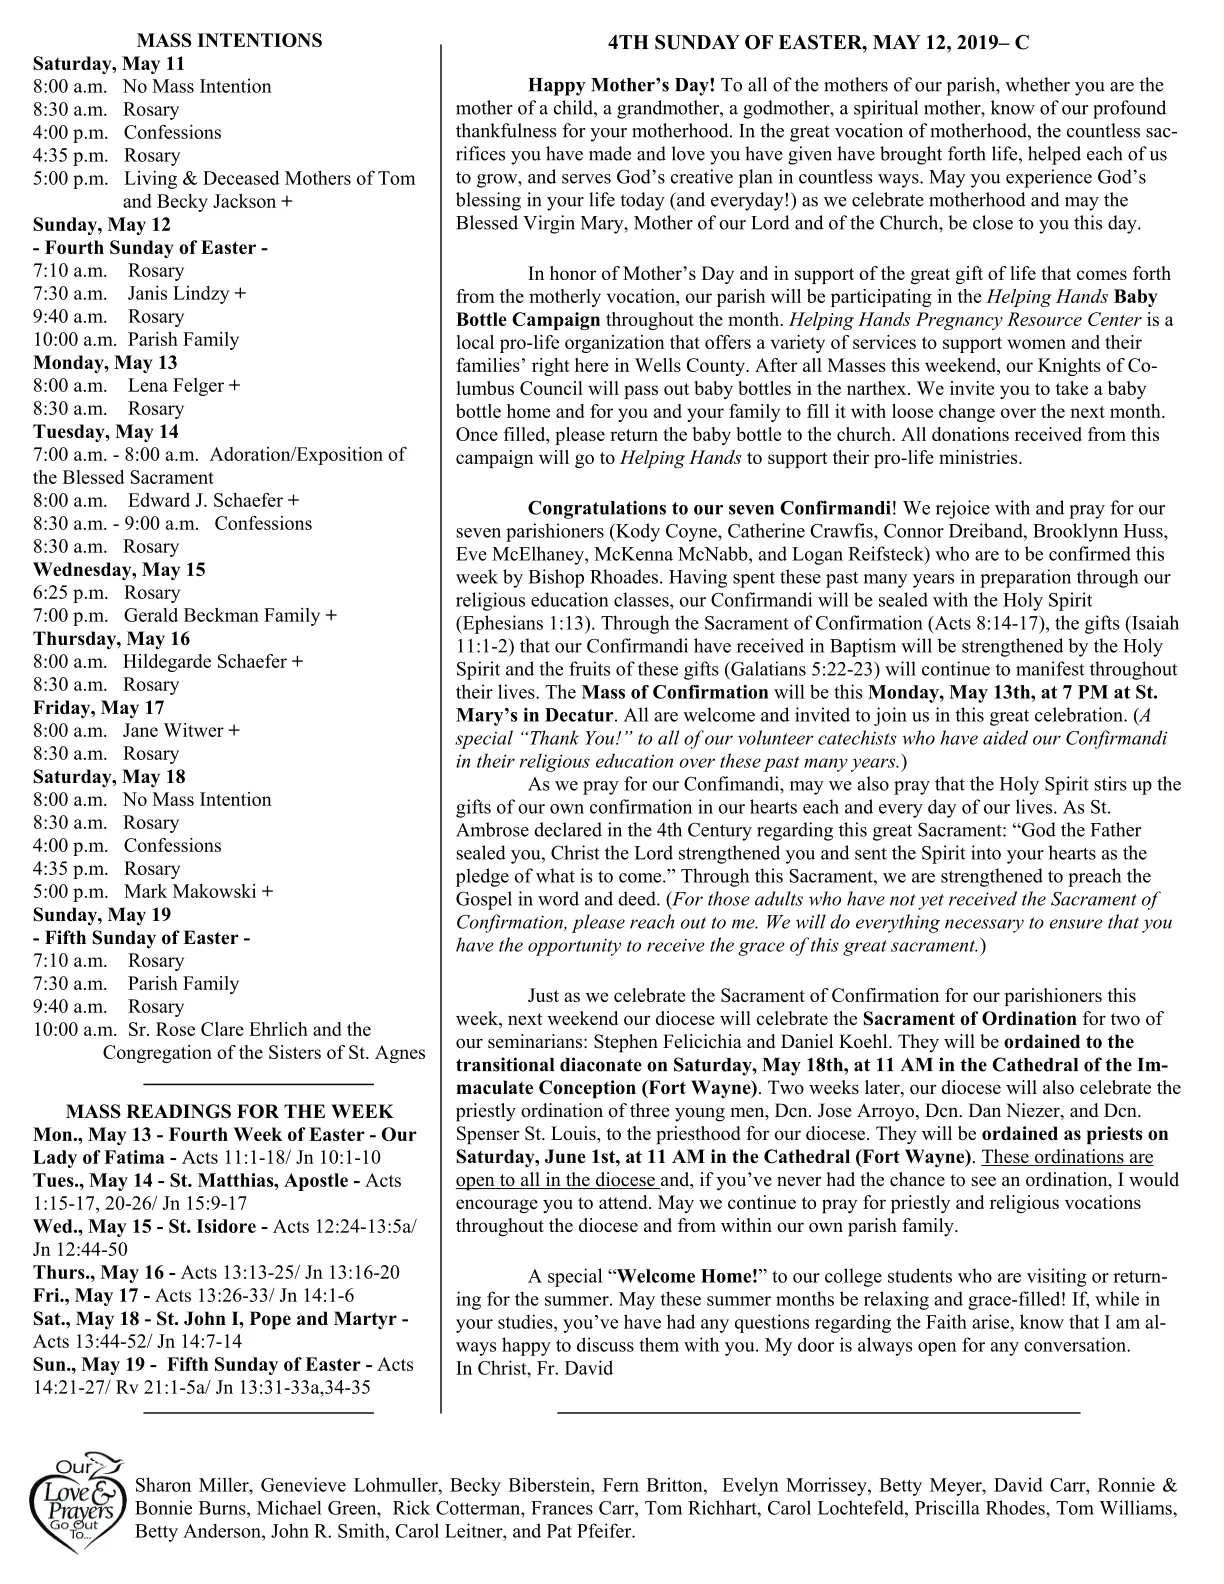 MASS INTENTIONS
Saturday, May 11
8:00 a.m. No Mass Intention
8:30 a.m. Rosary
4:00 p.m. Confessions
4:35 p.m. Rosary
5:00 p.m. Living & Deceased Mothers of Tom
and Becky Jackson +
Sunday, May 12
- Fourth Sunday of Easter -
7:10 a.m. Rosary
7:30 a.m. Janis Lindzy +
9:40 a.m. Rosary
10:00 a.m. Parish Family
Monday, May 13
8:00 a.m. Lena Felger +
8:30 a.m. Rosary
Tuesday, May 14
7:00 a.m. - 8:00 a.m. Adoration/Exposition of
the Blessed Sacrament
8:00 a.m. Edward J. Schaefer +
8:30 a.m. - 9:00 a.m. Confessions
8:30 a.m. Rosary
Wednesday, May 15
6:25 p.m. Rosary
7:00 p.m. Gerald Beckman Family +
Thursday, May 16
8:00 a.m. Hildegarde Schaefer +
8:30 a.m. Rosary
Friday, May 17
8:00 a.m. Jane Witwer +
8:30 a.m. Rosary
Saturday, May 18
8:00 a.m. No Mass Intention
8:30 a.m. Rosary
4:00 p.m. Confessions
4:35 p.m. Rosary
5:00 p.m. Mark Makowski +
Sunday, May 19
- Fifth Sunday of Easter -
7:10 a.m. Rosary
7:30 a.m. Parish Family
9:40 a.m. Rosary
10:00 a.m. Sr. Rose Clare Ehrlich and the
Congregation of the Sisters of St. Agnes
MASS READINGS FOR THE WEEK
Mon., May 13 - Fourth Week of Easter - Our
Lady of Fatima - Acts 11:1-18/ Jn 10:1-10
Tues., May 14 - St. Matthias, Apostle - Acts
1:15-17, 20-26/ Jn 15:9-17
Wed., May 15 - St. Isidore - Acts 12:24-13:5a/
Jn 12:44-50
Thurs., May 16 - Acts 13:13-25/ Jn 13:16-20
Fri., May 17 - Acts 13:26-33/ Jn 14:1-6
Sat., May 18 - St. John I, Pope and Martyr -
Acts 13:44-52/ Jn 14:7-14
Sun., May 19 - Fifth Sunday of Easter - Acts
14:21-27/ Rv 21:1-5a/ Jn 13:31-33a,34-35
4TH SUNDAY OF EASTER, MAY 12, 2019– C
Happy Mother’s Day! To all of the mothers of our parish, whether you are the
mother of a child, a grandmother, a godmother, a spiritual mother, know of our profound
thankfulness for your motherhood. In the great vocation of motherhood, the countless sac-
rifices you have made and love you have given have brought forth life, helped each of us
to grow, and serves God’s creative plan in countless ways. May you experience God’s
blessing in your life today (and everyday!) as we celebrate motherhood and may the
Blessed Virgin Mary, Mother of our Lord and of the Church, be close to you this day.
In honor of Mother’s Day and in support of the great gift of life that comes forth
from the motherly vocation, our parish will be participating in the Helping Hands Baby
Bottle Campaign throughout the month. Helping Hands Pregnancy Resource Center is a
local pro-life organization that offers a variety of services to support women and their
families’ right here in Wells County. After all Masses this weekend, our Knights of Co-
lumbus Council will pass out baby bottles in the narthex. We invite you to take a baby
bottle home and for you and your family to fill it with loose change over the next month.
Once filled, please return the baby bottle to the church. All donations received from this
campaign will go to Helping Hands to support their pro-life ministries.
Congratulations to our seven Confirmandi! We rejoice with and pray for our
seven parishioners (Kody Coyne, Catherine Crawfis, Connor Dreiband, Brooklynn Huss,
Eve McElhaney, McKenna McNabb, and Logan Reifsteck) who are to be confirmed this
week by Bishop Rhoades. Having spent these past many years in preparation through our
religious education classes, our Confirmandi will be sealed with the Holy Spirit
(Ephesians 1:13). Through the Sacrament of Confirmation (Acts 8:14-17), the gifts (Isaiah
11:1-2) that our Confirmandi have received in Baptism will be strengthened by the Holy
Spirit and the fruits of these gifts (Galatians 5:22-23) will continue to manifest throughout
their lives. The Mass of Confirmation will be this Monday, May 13th, at 7 PM at St.
Mary’s in Decatur. All are welcome and invited to join us in this great celebration. (A
special “Thank You!” to all of our volunteer catechists who have aided our Confirmandi
in their religious education over these past many years.)
As we pray for our Confimandi, may we also pray that the Holy Spirit stirs up the
gifts of our own confirmation in our hearts each and every day of our lives. As St.
Ambrose declared in the 4th Century regarding this great Sacrament: “God the Father
sealed you, Christ the Lord strengthened you and sent the Spirit into your hearts as the
pledge of what is to come.” Through this Sacrament, we are strengthened to preach the
Gospel in word and deed. (For those adults who have not yet received the Sacrament of
Confirmation, please reach out to me. We will do everything necessary to ensure that you
have the opportunity to receive the grace of this great sacrament.)
Just as we celebrate the Sacrament of Confirmation for our parishioners this
week, next weekend our diocese will celebrate the Sacrament of Ordination for two of
our seminarians: Stephen Felicichia and Daniel Koehl. They will be ordained to the
transitional diaconate on Saturday, May 18th, at 11 AM in the Cathedral of the Im-
maculate Conception (Fort Wayne). Two weeks later, our diocese will also celebrate the
priestly ordination of three young men, Dcn. Jose Arroyo, Dcn. Dan Niezer, and Dcn.
Spenser St. Louis, to the priesthood for our diocese. They will be ordained as priests on
Saturday, June 1st, at 11 AM in the Cathedral (Fort Wayne). These ordinations are
open to all in the diocese and, if you’ve never had the chance to see an ordination, I would
encourage you to attend. May we continue to pray for priestly and religious vocations
throughout the diocese and from within our own parish family.
A special “Welcome Home!” to our college students who are visiting or return-
ing for the summer. May these summer months be relaxing and grace-filled! If, while in
your studies, you’ve have had any questions regarding the Faith arise, know that I am al-
ways happy to discuss them with you. My door is always open for any conversation.
In Christ, Fr. David
Our
Love &
Prayers
Go Out
To...
Sharon Miller, Genevieve Lohmuller, Becky Biberstein, Fern Britton, Evelyn Morrissey, Betty Meyer, David Carr, Ronnie &
Bonnie Burns, Michael Green, Rick Cotterman, Frances Carr, Tom Richhart, Carol Lochtefeld, Priscilla Rhodes, Tom Williams,
Betty Anderson, John R. Smith, Carol Leitner, and Pat Pfeifer.